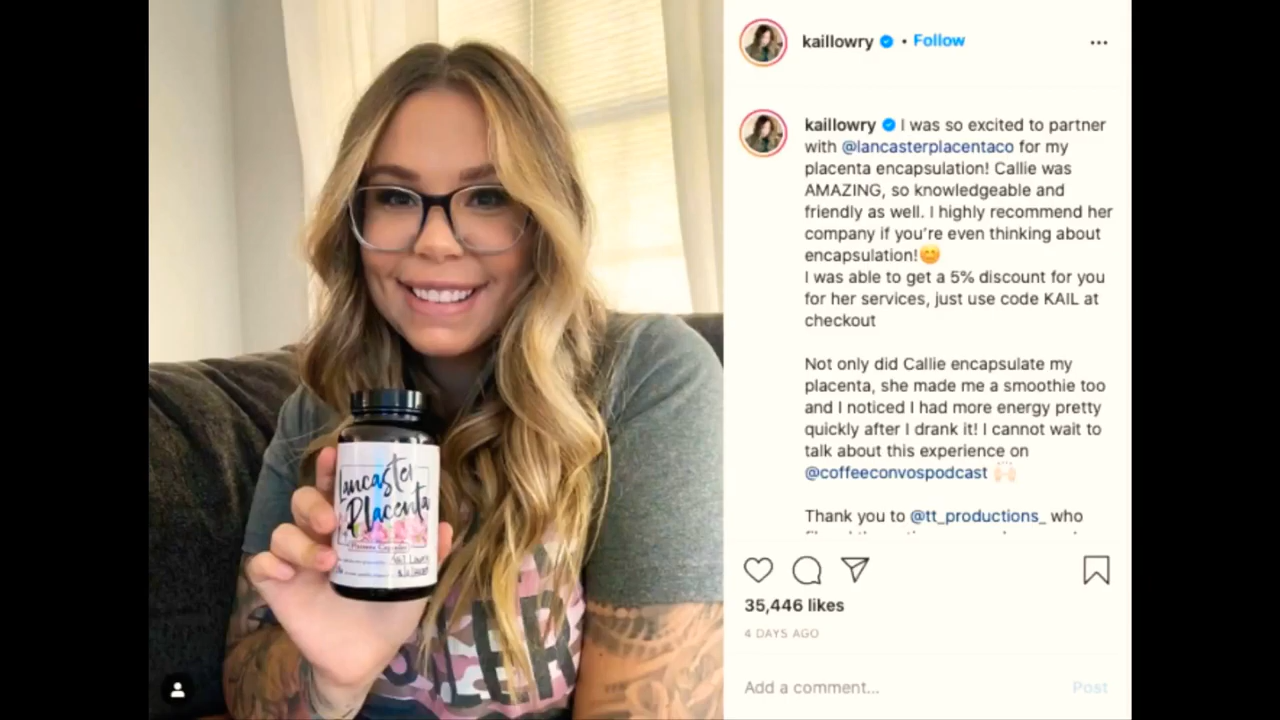 kaillowry • Follow
kaillowry I was so excited to partner
with @lancasterplacentaco for my
placenta encapsulation! Callie was
AMAZING, so knowledgeable and
friendly as well. I highly recommend her
company if you're even thinking about
encapsulation!😊
I was able to get a 5% discount for you
for her services, just use code KAIL at
checkout
Not only did Callie encapsulate my
placenta, she made me a smoothie too
and I noticed I had more energy pretty
quickly after I drank it! I cannot wait to
talk about this experience on
@coffeeconvospodcast 🙌🏻
Thank you to @tt_productions_ who
35,446 likes
4 DAYS AGO
Add a comment...
Post
Lancaster
Placenta
Placenta Capsules